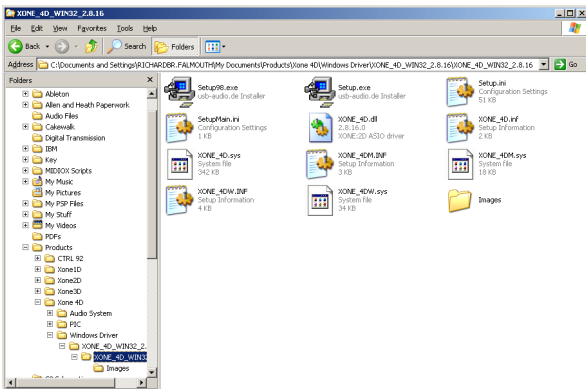 XONE_4D_WIN32_2.8.16
File Edit View Favorites Tools Help
Back Search Folders
Address C:\Documents and Settings\RICHARDBR.FALMOUTH\My Documents\Products\Xone 4D\Windows Driver\XONE_4D_WIN32_2.8.16\XONE_4D_WIN32_2.8.16 Go
Folders
Ableton
Allen and Heath Paperwork
Audio Files
Cakewalk
Digital Transmission
IBM
Key
MIDIOX Scripts
My Music
My Pictures
My PSP Files
My Stuff
My Videos
PDFs
Products
CTRL 92
Xone1D
Xone2D
Xone3D
Xone 4D
Audio System
PIC
Windows Driver
XONE_4D_WIN32_2.
XONE_4D_WIN32
Images
Setup98.exe
usb-audio.de Installer
Setup.exe
usb-audio.de Installer
Setup.ini
Configuration Settings
51 KB
SetupMain.ini
Configuration Settings
1 KB
XONE_4D.dll
2.8.16.0
XONE:2D ASIO driver
XONE_4D.inf
Setup Information
2 KB
XONE_4D.sys
System file
342 KB
XONE_4DM.INF
Setup Information
3 KB
XONE_4DM.sys
System file
18 KB
XONE_4DW.INF
Setup Information
4 KB
XONE_4DW.sys
System file
34 KB
Images